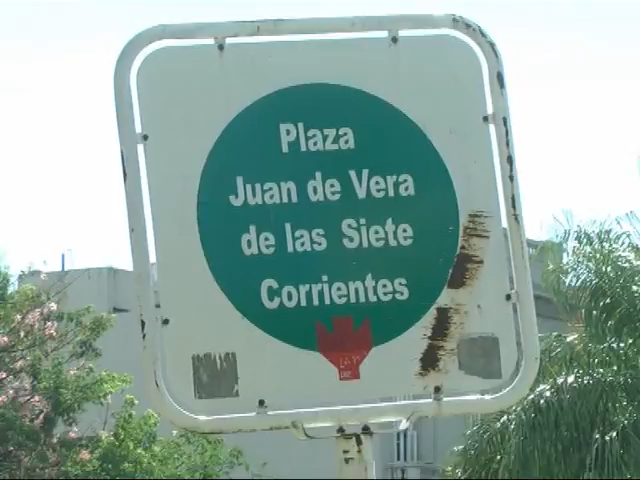 Plaza
Juan de Vera
de las Siete
Corrientes